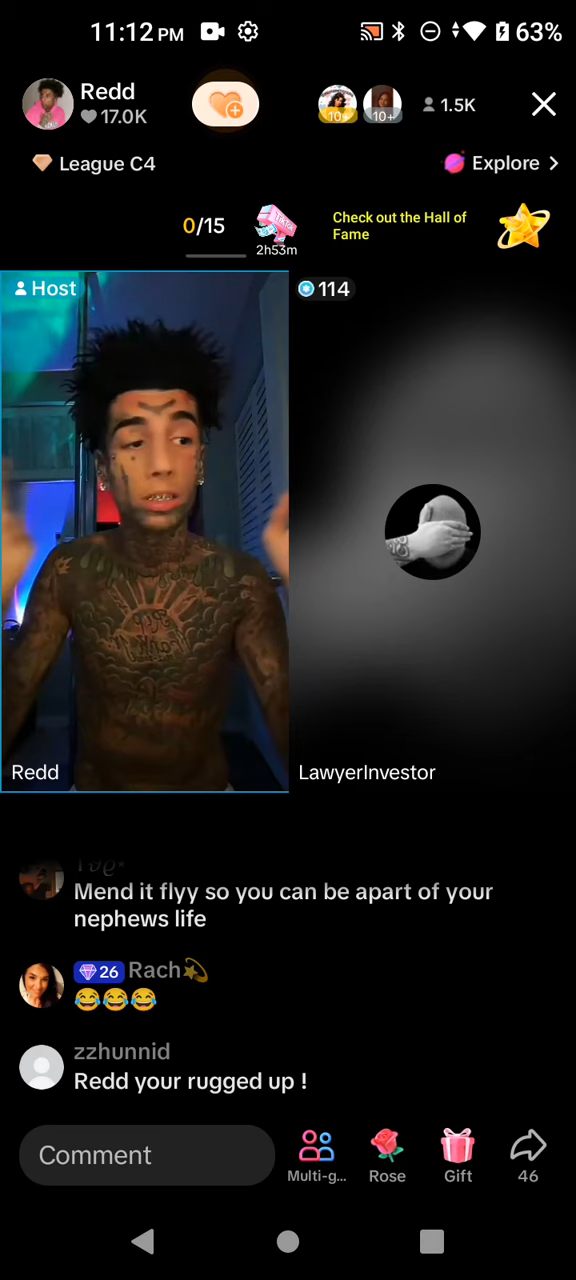 11:12 PM
63%
Redd
17.0K
10+
10+
1.5K
League C4
Explore >
0/15
TikTok
2h53m
Check out the Hall of
Fame
Host
114
Redd
LawyerInvestor
Mend it flyy so you can be apart of your
nephews life
26 Rach💫
😂😂😂
zzhunnid
Redd your rugged up !
Comment
Multi-g...
Rose
Gift
46